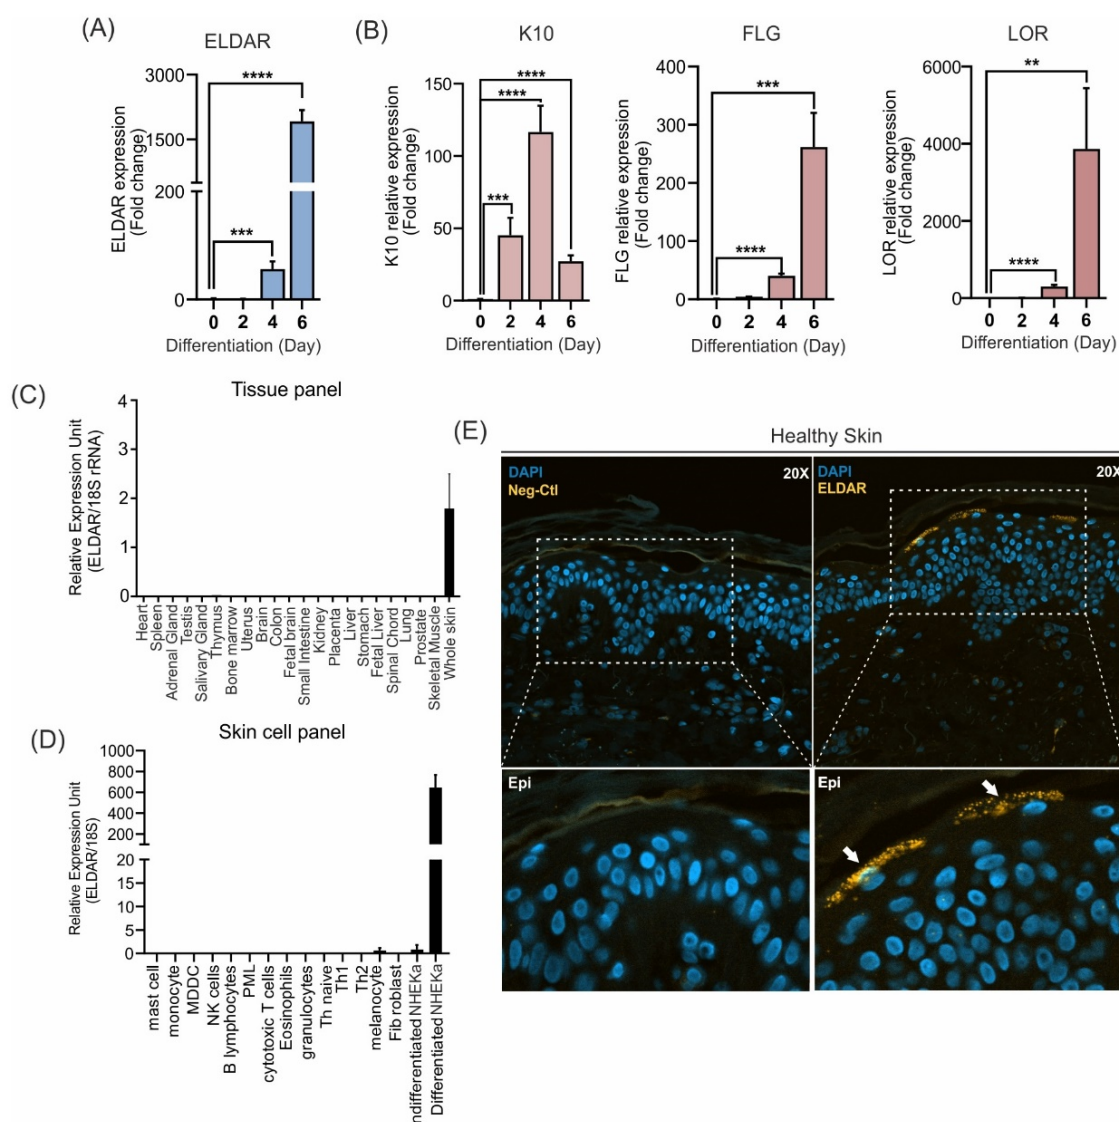 (A)
ELDAR
ELDAR expression
(Fold change)
3000
1500
200
0
****
***
0 2 4 6
Differentiation (Day)
(B)
K10
K10 relative expression
(Fold change)
150
100
50
0
****
****
***
0 2 4 6
Differentiation (Day)
FLG
FLG relative expression
(Fold change)
400
300
200
100
0
***
****
0 2 4 6
Differentiation (Day)
LOR
LOR relative expression
(Fold change)
6000
4000
2000
0
**
****
0 2 4 6
Differentiation (Day)
(C)
Tissue panel
Relative Expression Unit
(ELDAR/18S rRNA)
4
3
2
1
0
Heart
Spleen
Adrenal Gland
Testis
Salivary Gland
Thymus
Bone marrow
Uterus
Brain
Colon
Fetal brain
Small Intestine
Kidney
Placenta
Liver
Stomach
Fetal Liver
Spinal Chord
Lung
Prostate
Skeletal Muscle
Whole skin
(D)
Skin cell panel
Relative Expression Unit
(ELDAR/18S)
1000
800
600
400
200
20
15
10
5
0
mast cell
monocyte
MDDC
NK cells
B lymphocytes
PML
cytotoxic T cells
Eosinophils
granulocytes
Th naive
Th1
Th2
melanocyte
Fib roblast
ndifferentiated NHEKa
Differentiated NHEKa
(E)
Healthy Skin
DAPI
Neg-Ctl
20X
DAPI
ELDAR
20X
Epi
Epi